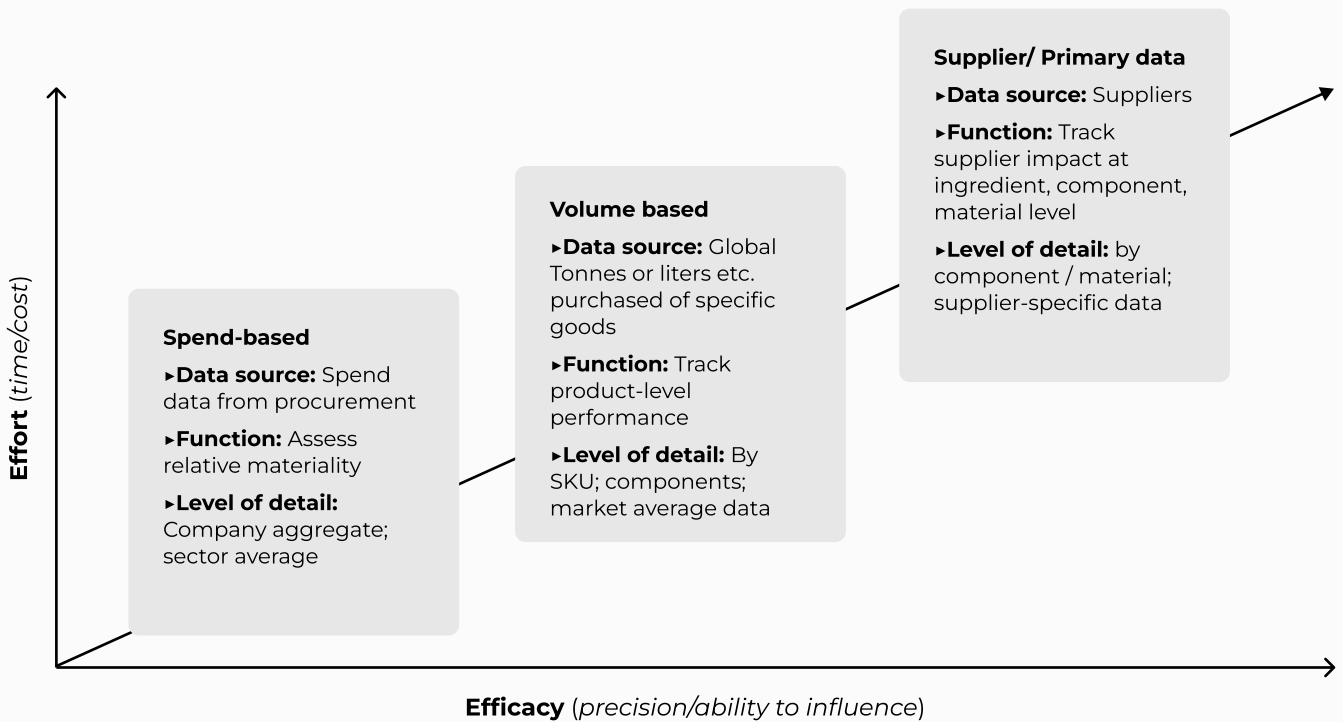 Effort (time/cost)
Spend-based
▸Data source: Spend
data from procurement
▸Function: Assess
relative materiality
▸Level of detail:
Company aggregate;
sector average
Volume based
▸Data source: Global
Tonnes or liters etc.
purchased of specific
goods
▸Function: Track
product-level
performance
▸Level of detail: By
SKU; components;
market average data
Supplier/ Primary data
▸Data source: Suppliers
▸Function: Track
supplier impact at
ingredient, component,
material level
▸Level of detail: by
component / material;
supplier-specific data
Efficacy (precision/ability to influence)